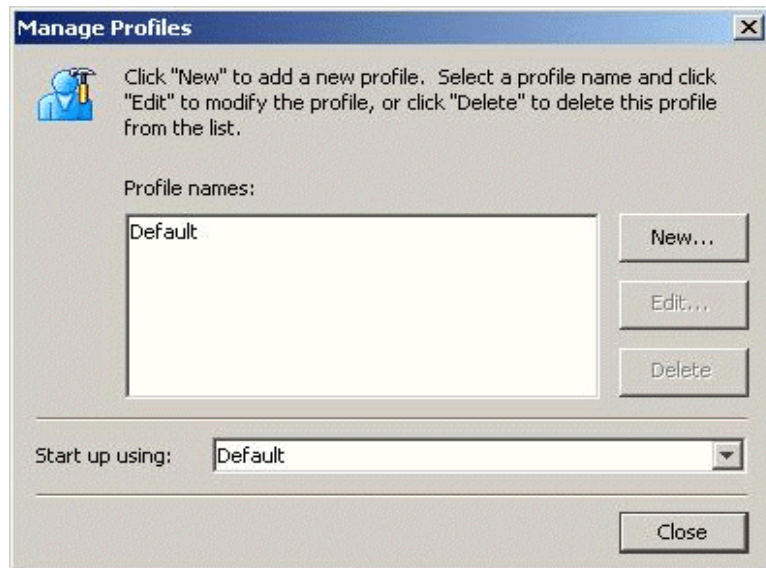 Manage Profiles
Click "New" to add a new profile. Select a profile name and click
"Edit" to modify the profile, or click "Delete" to delete this profile
from the list.
Profile names:
Default
New...
Edit...
Delete
Start up using:
Default
Close